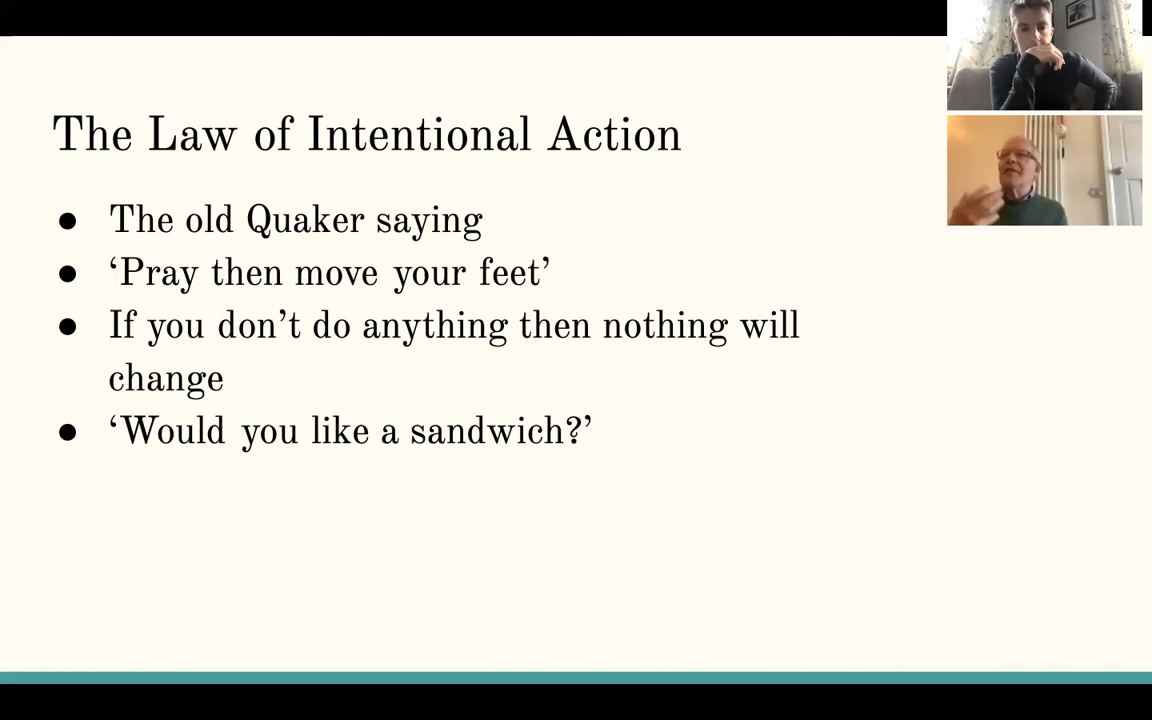 The Law of Intentional Action
● The old Quaker saying
● ‘Pray then move your feet’
● If you don’t do anything then nothing will
change
● ‘Would you like a sandwich?’